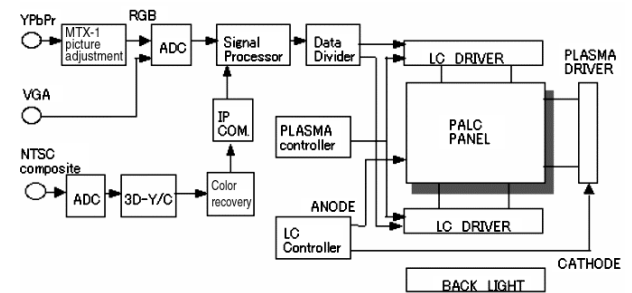 YPbPr
MTX-1
picture
adjustment
RGB
ADC
Signal
Processor
Data
Divider
LC DRIVER
PLASMA
DRIVER
VGA
IP
COM.
PLASMA
controller
PALC
PANEL
NTSC
composite
ADC
3D-Y/C
Color
recovery
ANODE
LC
Controller
LC DRIVER
CATHODE
BACK LIGHT